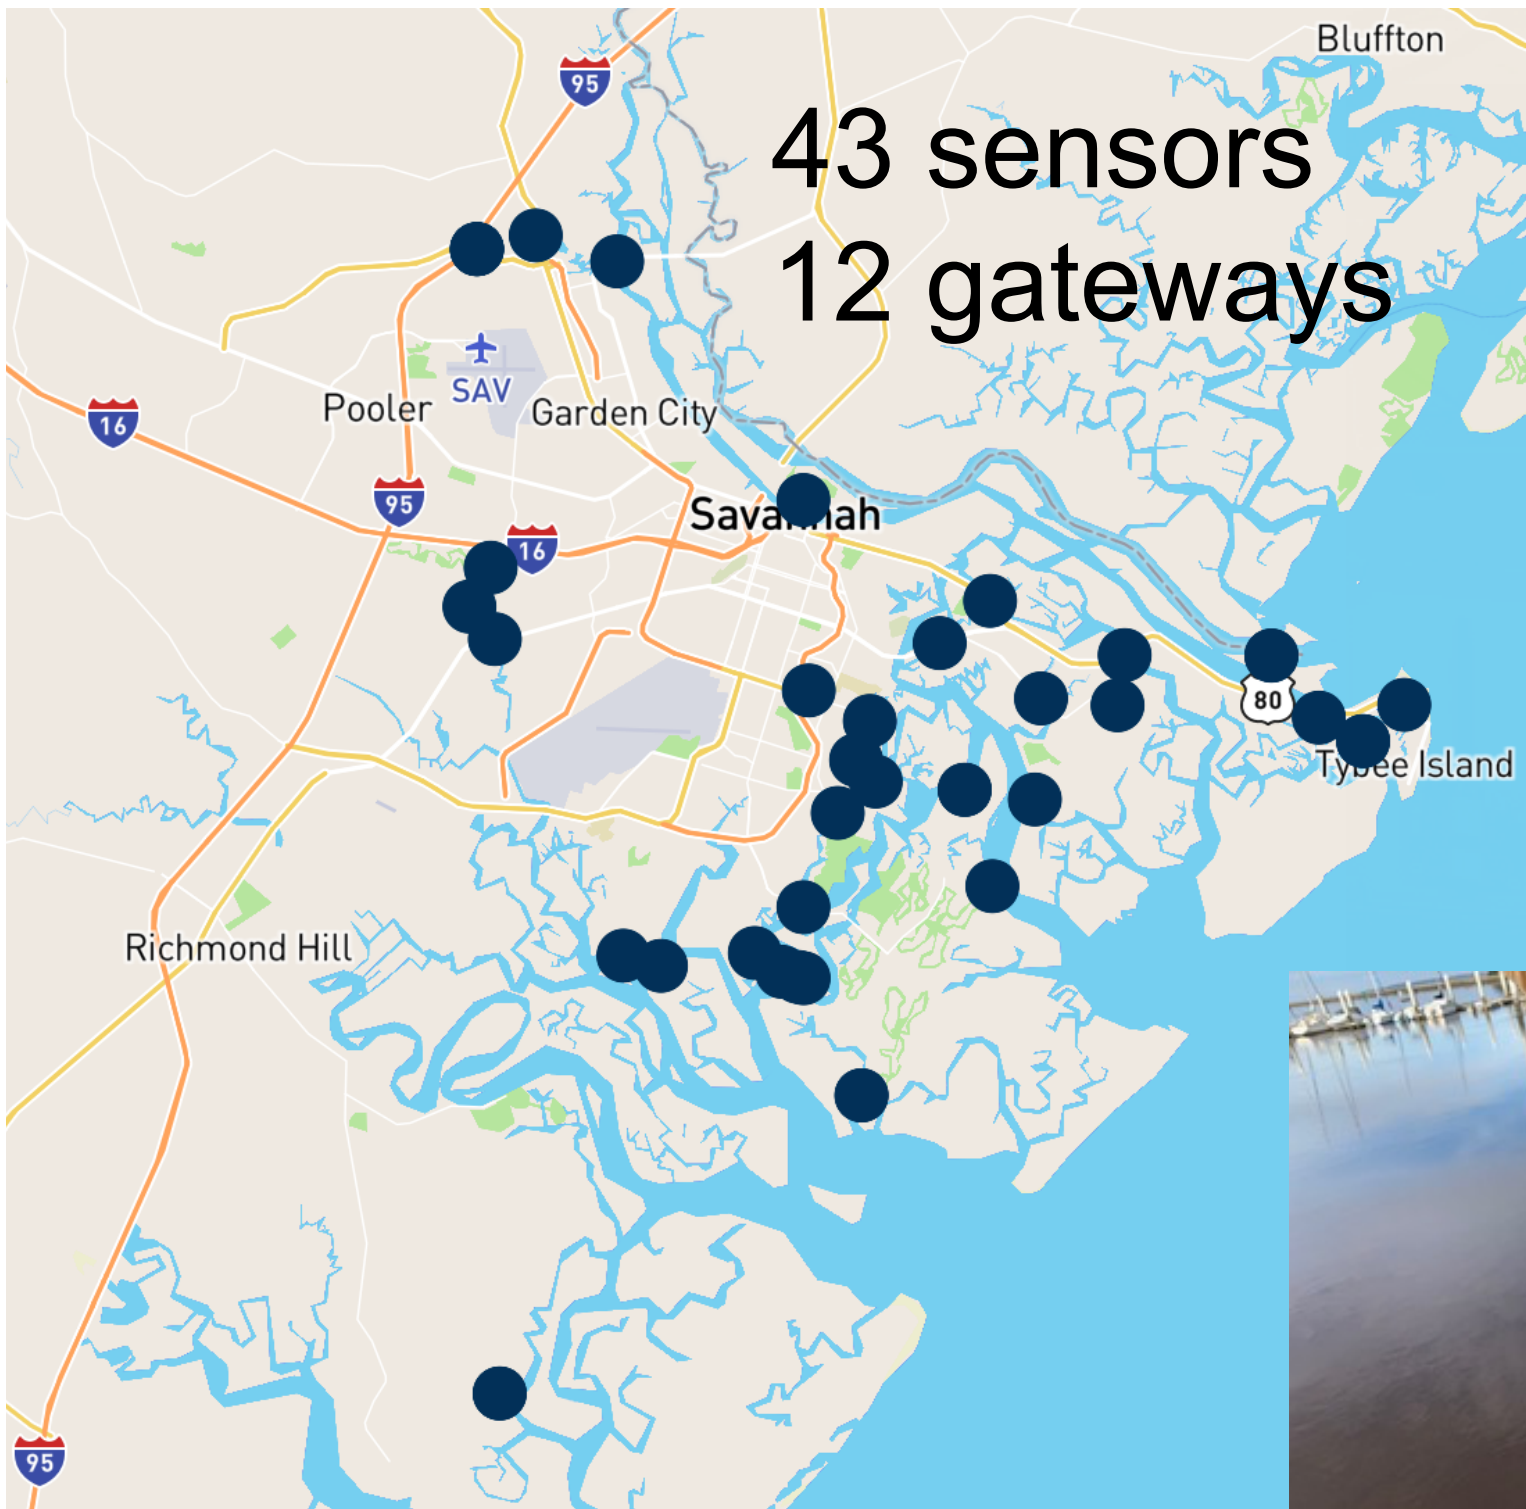 Bluffton
95
43 sensors
12 gateways
SAV
Pooler
Garden City
16
95
Savannah
16
80
Tybee Island
Richmond Hill
95